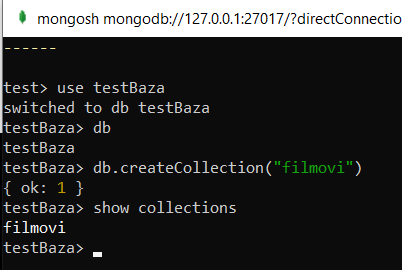 mongosh mongodb://127.0.0.1:27017/?directConnectio
------
test> use testBaza
switched to db testBaza
testBaza> db
testBaza
testBaza> db.createCollection("filmovi")
{ ok: 1 }
testBaza> show collections
filmovi
testBaza>